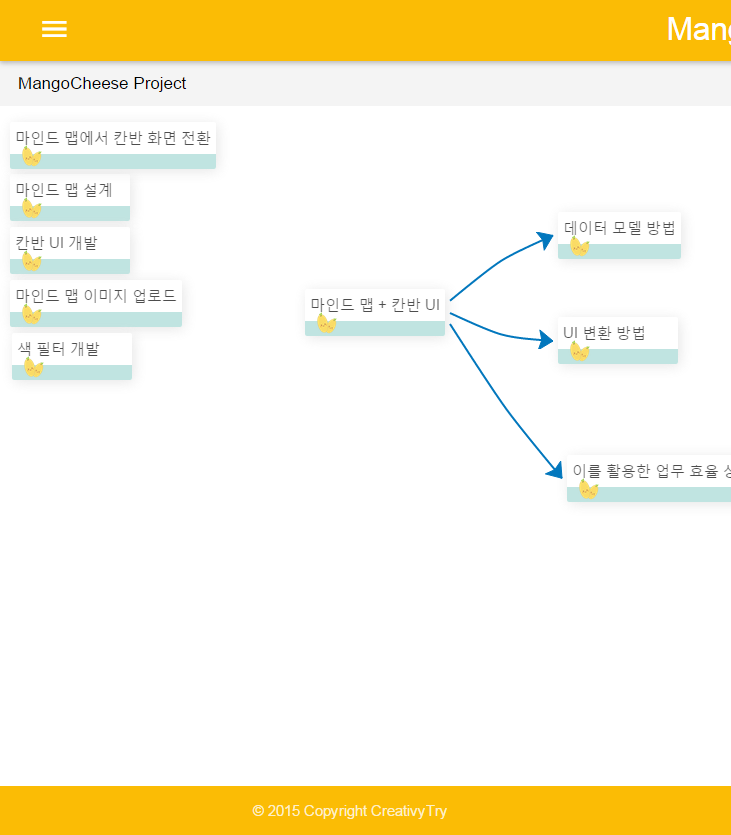 MangoCheese Project
마인드 맵에서 칸반 화면 전환
마인드 맵 설계
칸반 UI 개발
마인드 맵 이미지 업로드
색 필터 개발
마인드 맵 + 칸반 UI
데이터 모델 방법
UI 변환 방법
이를 활용한 업무 효율
© 2015 Copyright CreativyTry